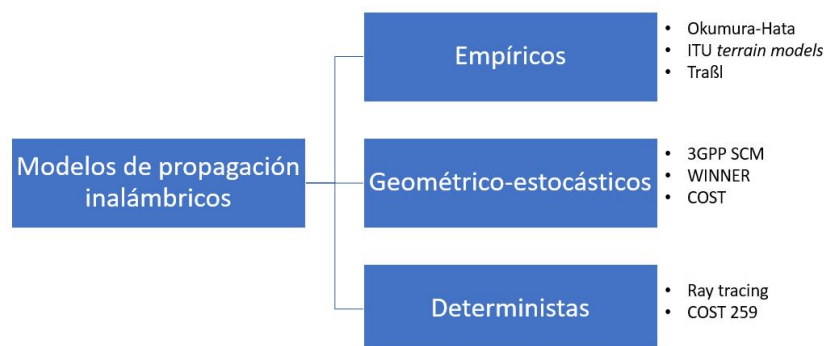 Modelos de propagación
inalámbricos
Empíricos
• Okumura-Hata
• ITU terrain models
• Traßl
Geométrico-estocásticos
• 3GPP SCM
• WINNER
• COST
Deterministas
• Ray tracing
• COST 259